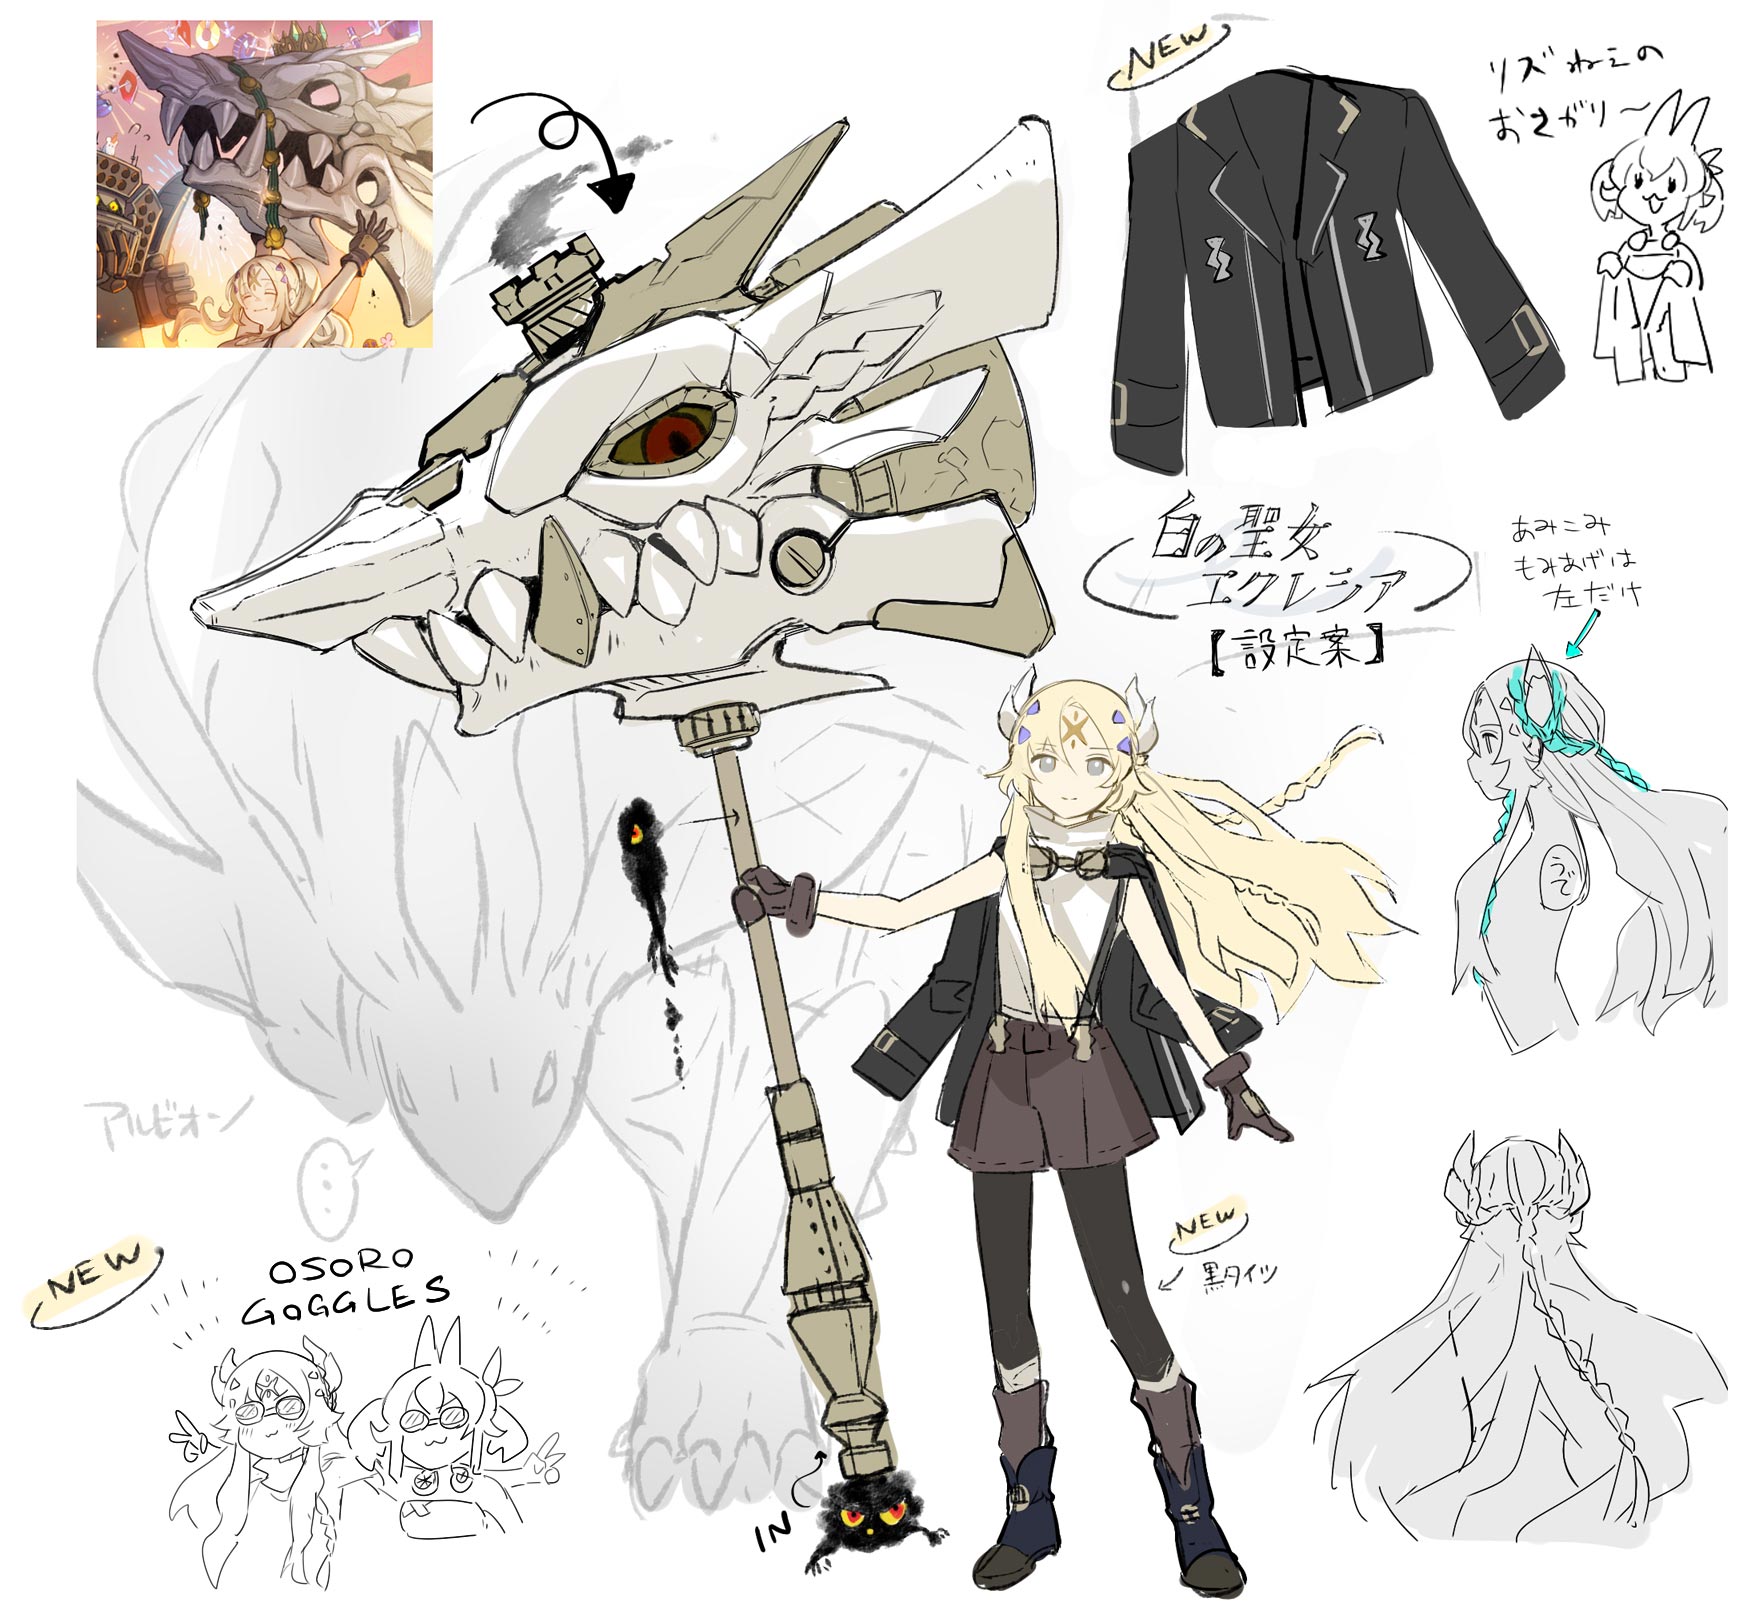 NEW
リズねえの
おさがり〜
白の聖女
エクレシア
【設定案】
あみこみ
もみあげは
左だけ
うで
アルビオン
...
NEW
OSORO
GOGGLES
NEW
黒タイツ
IN